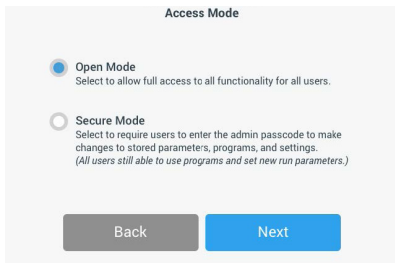 Access Mode
Open Mode
Select to allow full access to all functionality for all users.
Secure Mode
Select to require users to enter the admin passcode to make
changes to stored parameters, programs, and settings.
(All users still able to use programs and set new run parameters.)
Back Next